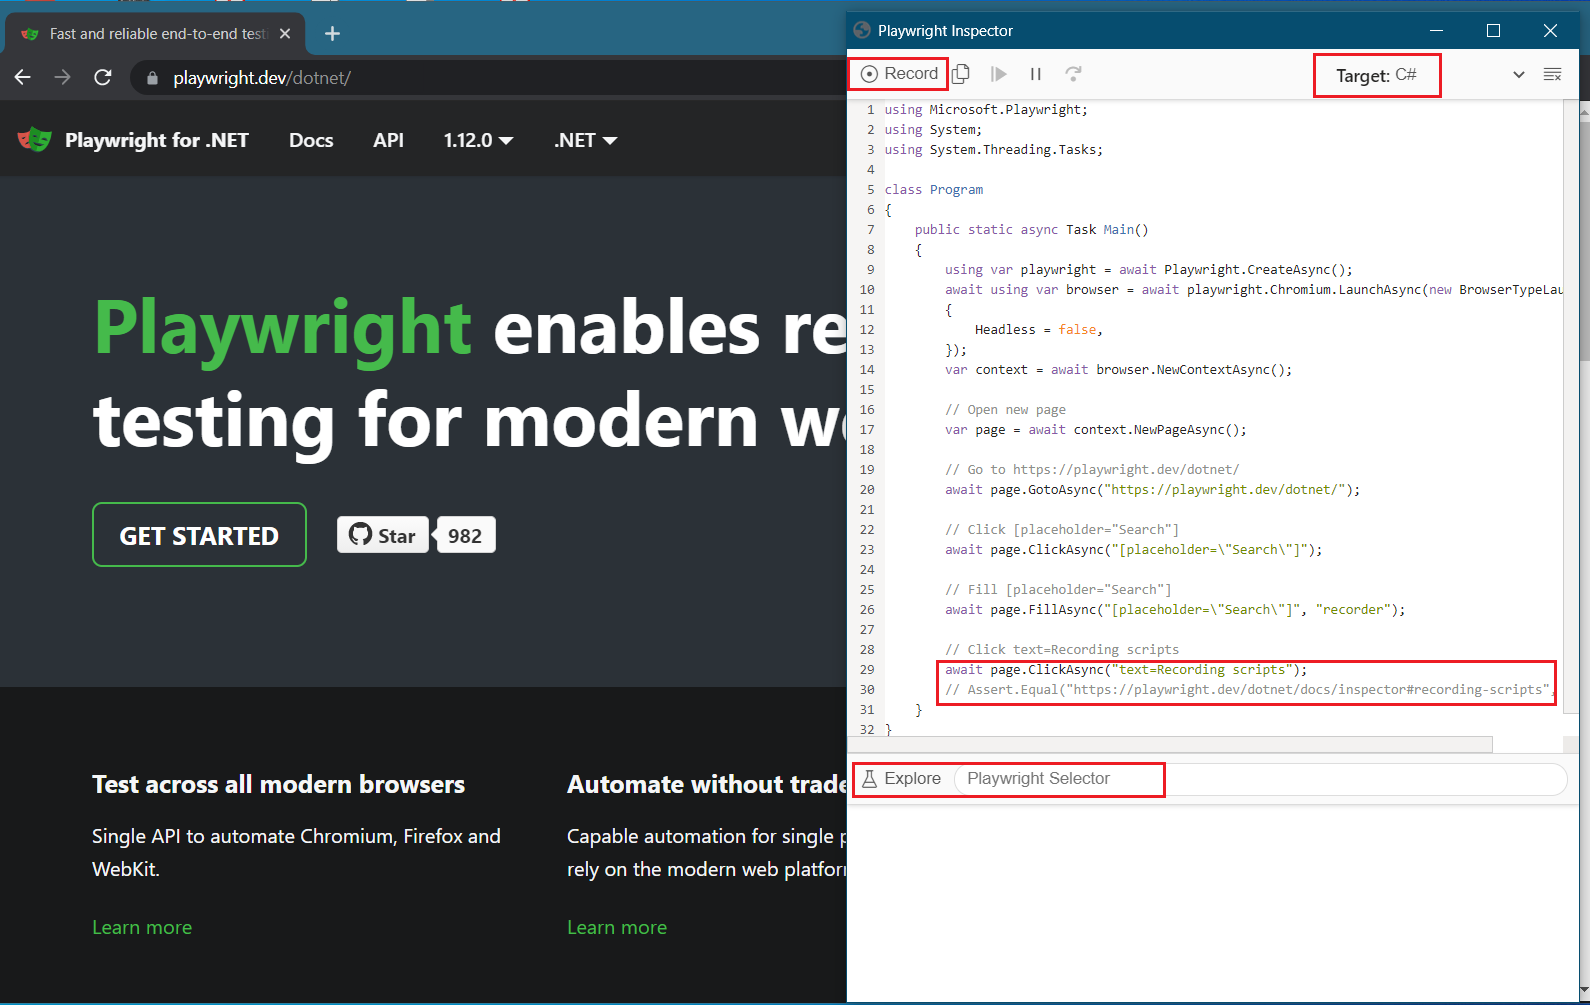 Fast and reliable end-to-end testi
playwright.dev/dotnet/
Playwright for .NET Docs API 1.12.0 .NET
Playwright enables re
testing for modern we
GET STARTED
Star 982
Test across all modern browsers
Single API to automate Chromium, Firefox and
WebKit.
Learn more
Automate without trade
Capable automation for single p
rely on the modern web platfor
Learn more
Playwright Inspector
Record
Target: C#
1 using Microsoft.Playwright;
2 using System;
3 using System.Threading.Tasks;
4
5 class Program
6 {
7 public static async Task Main()
8 {
9 using var playwright = await Playwright.CreateAsync();
10 await using var browser = await playwright.Chromium.LaunchAsync(new BrowserTypeLau
11 {
12 Headless = false,
13 });
14 var context = await browser.NewContextAsync();
15
16 // Open new page
17 var page = await context.NewPageAsync();
18
19 // Go to https://playwright.dev/dotnet/
20 await page.GotoAsync("https://playwright.dev/dotnet/");
21
22 // Click [placeholder="Search"]
23 await page.ClickAsync("[placeholder=\"Search\"]");
24
25 // Fill [placeholder="Search"]
26 await page.FillAsync("[placeholder=\"Search\"]", "recorder");
27
28 // Click text=Recording scripts
29 await page.ClickAsync("text=Recording scripts");
30 // Assert.Equal("https://playwright.dev/dotnet/docs/inspector#recording-scripts",
31 }
32 }
Explore Playwright Selector